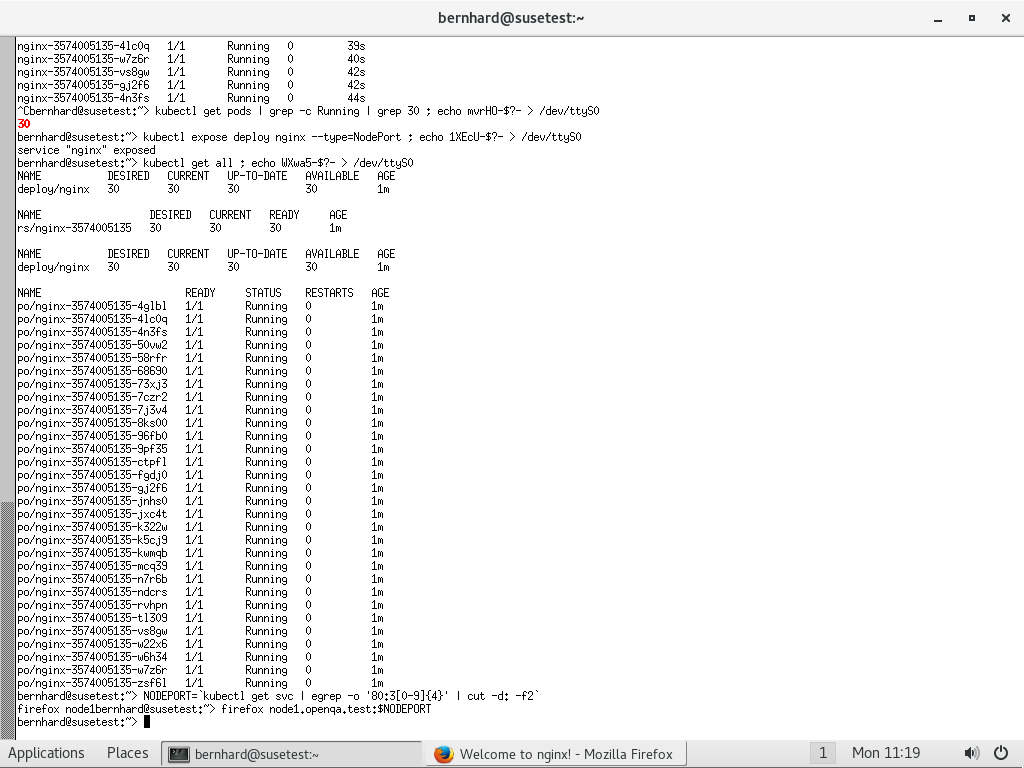 bernhard@susetest:~
nginx-3574005135-4lc0q 1/1 Running 0 39s
nginx-3574005135-w7z6r 1/1 Running 0 40s
nginx-3574005135-vs8gw 1/1 Running 0 42s
nginx-3574005135-gj2f6 1/1 Running 0 42s
nginx-3574005135-4n3fs 1/1 Running 0 44s
^Cbernhard@susetest:~> kubectl get pods | grep -c Running | grep 30 ; echo mvrHO-$?- > /dev/ttyS0
30
bernhard@susetest:~> kubectl expose deploy nginx --type=NodePort ; echo 1XEcU-$?- > /dev/ttyS0
service "nginx" exposed
bernhard@susetest:~> kubectl get all ; echo WXwa5-$?- > /dev/ttyS0
NAME DESIRED CURRENT UP-TO-DATE AVAILABLE AGE
deploy/nginx 30 30 30 30 1m
NAME DESIRED CURRENT READY AGE
rs/nginx-3574005135 30 30 30 1m
NAME DESIRED CURRENT UP-TO-DATE AVAILABLE AGE
deploy/nginx 30 30 30 30 1m
NAME READY STATUS RESTARTS AGE
po/nginx-3574005135-4glbl 1/1 Running 0 1m
po/nginx-3574005135-4lc0q 1/1 Running 0 1m
po/nginx-3574005135-4n3fs 1/1 Running 0 1m
po/nginx-3574005135-50vw2 1/1 Running 0 1m
po/nginx-3574005135-58rfr 1/1 Running 0 1m
po/nginx-3574005135-68690 1/1 Running 0 1m
po/nginx-3574005135-73xj3 1/1 Running 0 1m
po/nginx-3574005135-7czr2 1/1 Running 0 1m
po/nginx-3574005135-7j3v4 1/1 Running 0 1m
po/nginx-3574005135-8ks00 1/1 Running 0 1m
po/nginx-3574005135-96fb0 1/1 Running 0 1m
po/nginx-3574005135-9pf35 1/1 Running 0 1m
po/nginx-3574005135-ctpfl 1/1 Running 0 1m
po/nginx-3574005135-fgdj0 1/1 Running 0 1m
po/nginx-3574005135-gj2f6 1/1 Running 0 1m
po/nginx-3574005135-jnhs0 1/1 Running 0 1m
po/nginx-3574005135-jxc4t 1/1 Running 0 1m
po/nginx-3574005135-k322w 1/1 Running 0 1m
po/nginx-3574005135-k5cj9 1/1 Running 0 1m
po/nginx-3574005135-kwmqb 1/1 Running 0 1m
po/nginx-3574005135-mcq39 1/1 Running 0 1m
po/nginx-3574005135-n7r6b 1/1 Running 0 1m
po/nginx-3574005135-ndcrs 1/1 Running 0 1m
po/nginx-3574005135-rvhpn 1/1 Running 0 1m
po/nginx-3574005135-tl309 1/1 Running 0 1m
po/nginx-3574005135-vs8gw 1/1 Running 0 1m
po/nginx-3574005135-w22x6 1/1 Running 0 1m
po/nginx-3574005135-w6h34 1/1 Running 0 1m
po/nginx-3574005135-w7z6r 1/1 Running 0 1m
po/nginx-3574005135-zsf6l 1/1 Running 0 1m
bernhard@susetest:~> NODEPORT=`kubectl get svc | egrep -o '80:3[0-9]{4}' | cut -d: -f2`
firefox node1bernhard@susetest:~> firefox node1.openqa.test:$NODEPORT
bernhard@susetest:~>
Applications Places bernhard@susetest:~ Welcome to nginx! - Mozilla Firefox 1 Mon 11:19